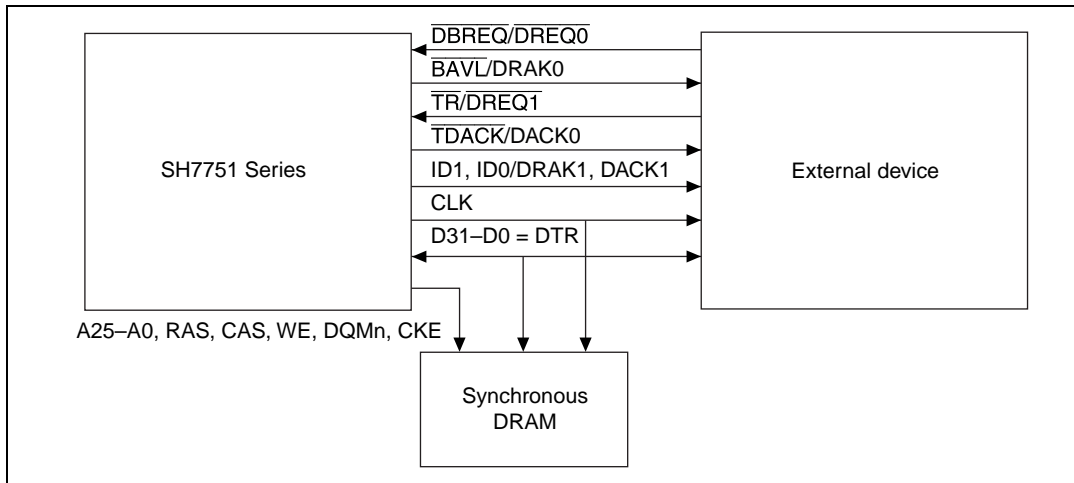 DBREQ/DREQ0
BAVL/DRAK0
TR/DREQ1
TDACK/DACK0
SH7751 Series
ID1, ID0/DRAK1, DACK1
External device
CLK
D31–D0 = DTR
A25–A0, RAS, CAS, WE, DQMn, CKE
Synchronous
DRAM